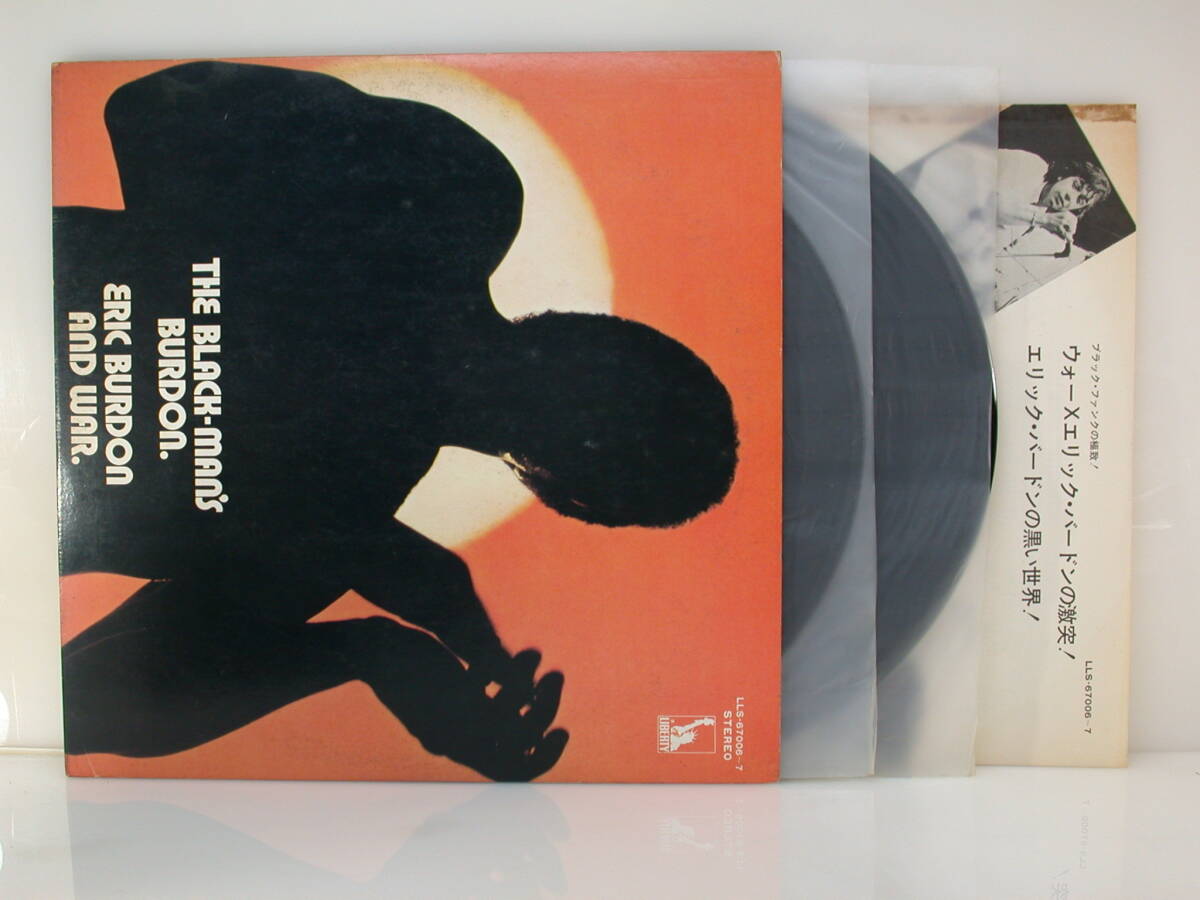 THE BLACK-MAN'S
BURDON.
ERIC BURDON
AND WAR.
LLS-67006~7
STEREO
LIBERTY
ブラック・ファンクの極致!
ウォーXエリック・バードンの激突!
エリック・バードンの黒い世界!
LLS-67006~7